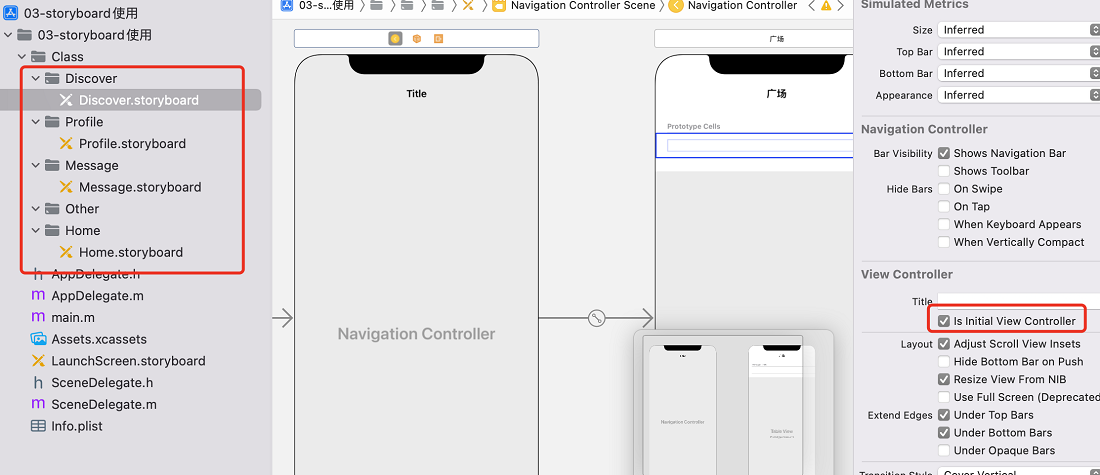 03-storyboard使用
03-storyboard使用
Class
Discover
Discover.storyboard
Profile
Profile.storyboard
Message
Message.storyboard
Other
Home
Home.storyboard
AppDelegate.h
AppDelegate.m
main.m
Assets.xcassets
LaunchScreen.storyboard
SceneDelegate.h
SceneDelegate.m
Info.plist
03-s...使用
Navigation Controller Scene
Navigation Controller
Title
Navigation Controller
广场
广场
Prototype Cells
Navigation Controller
Simulated Metrics
Size Inferred
Top Bar Inferred
Bottom Bar Inferred
Appearance Inferred
Navigation Controller
Bar Visibility Shows Navigation Bar
Shows Toolbar
Hide Bars On Swipe
On Tap
When Keyboard Appears
When Vertically Compact
View Controller
Title
Is Initial View Controller
Layout Adjust Scroll View Insets
Hide Bottom Bar on Push
Resize View From NIB
Use Full Screen (Deprecated
Extend Edges Under Top Bars
Under Bottom Bars
Under Opaque Bars
Transition Style Cover Vertical